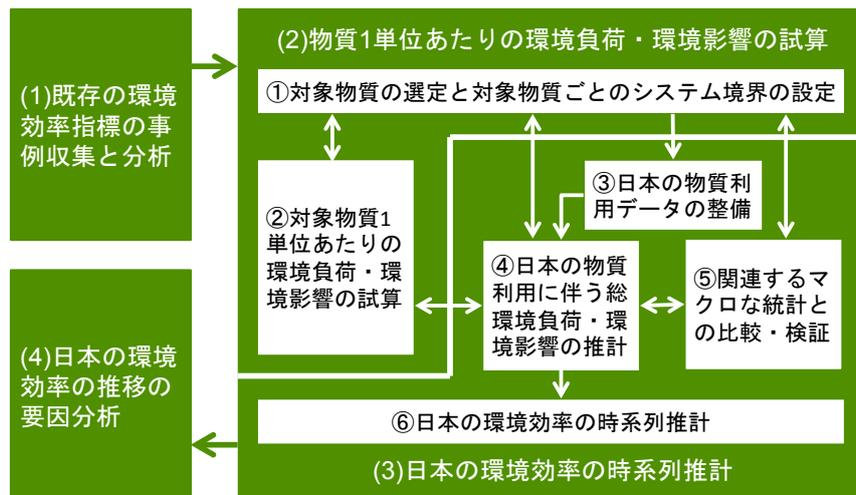 (1)既存の環境
効率指標の事
例収集と分析
(2)物質1単位あたりの環境負荷・環境影響の試算
①対象物質の選定と対象物質ごとのシステム境界の設定
②対象物質1
単位あたりの
環境負荷・環
境影響の試算
③日本の物質利
用データの整備
④日本の物質
利用に伴う総
環境負荷・環
境影響の推計
⑤関連するマ
クロな統計と
の比較・検証
⑥日本の環境効率の時系列推計
(3)日本の環境効率の時系列推計
(4)日本の環境
効率の推移の
要因分析